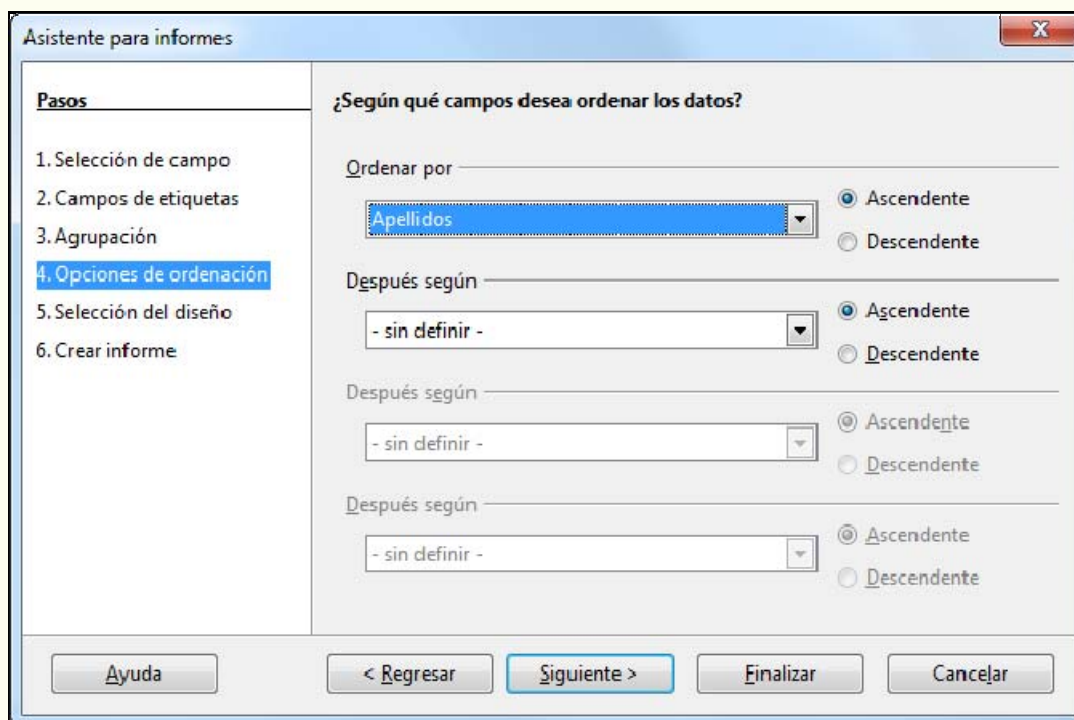 Asistente para informes
X
Pasos
1. Selección de campo
2. Campos de etiquetas
3. Agrupación
4. Opciones de ordenación
5. Selección del diseño
6. Crear informe
¿Según qué campos desea ordenar los datos?
Ordenar por
Apellidos
Ascendente
Descendente
Después según
- sin definir -
Ascendente
Descendente
Después según
- sin definir -
Ascendente
Descendente
Después según
- sin definir -
Ascendente
Descendente
Ayuda
< Regresar
Siguiente >
Finalizar
Cancelar